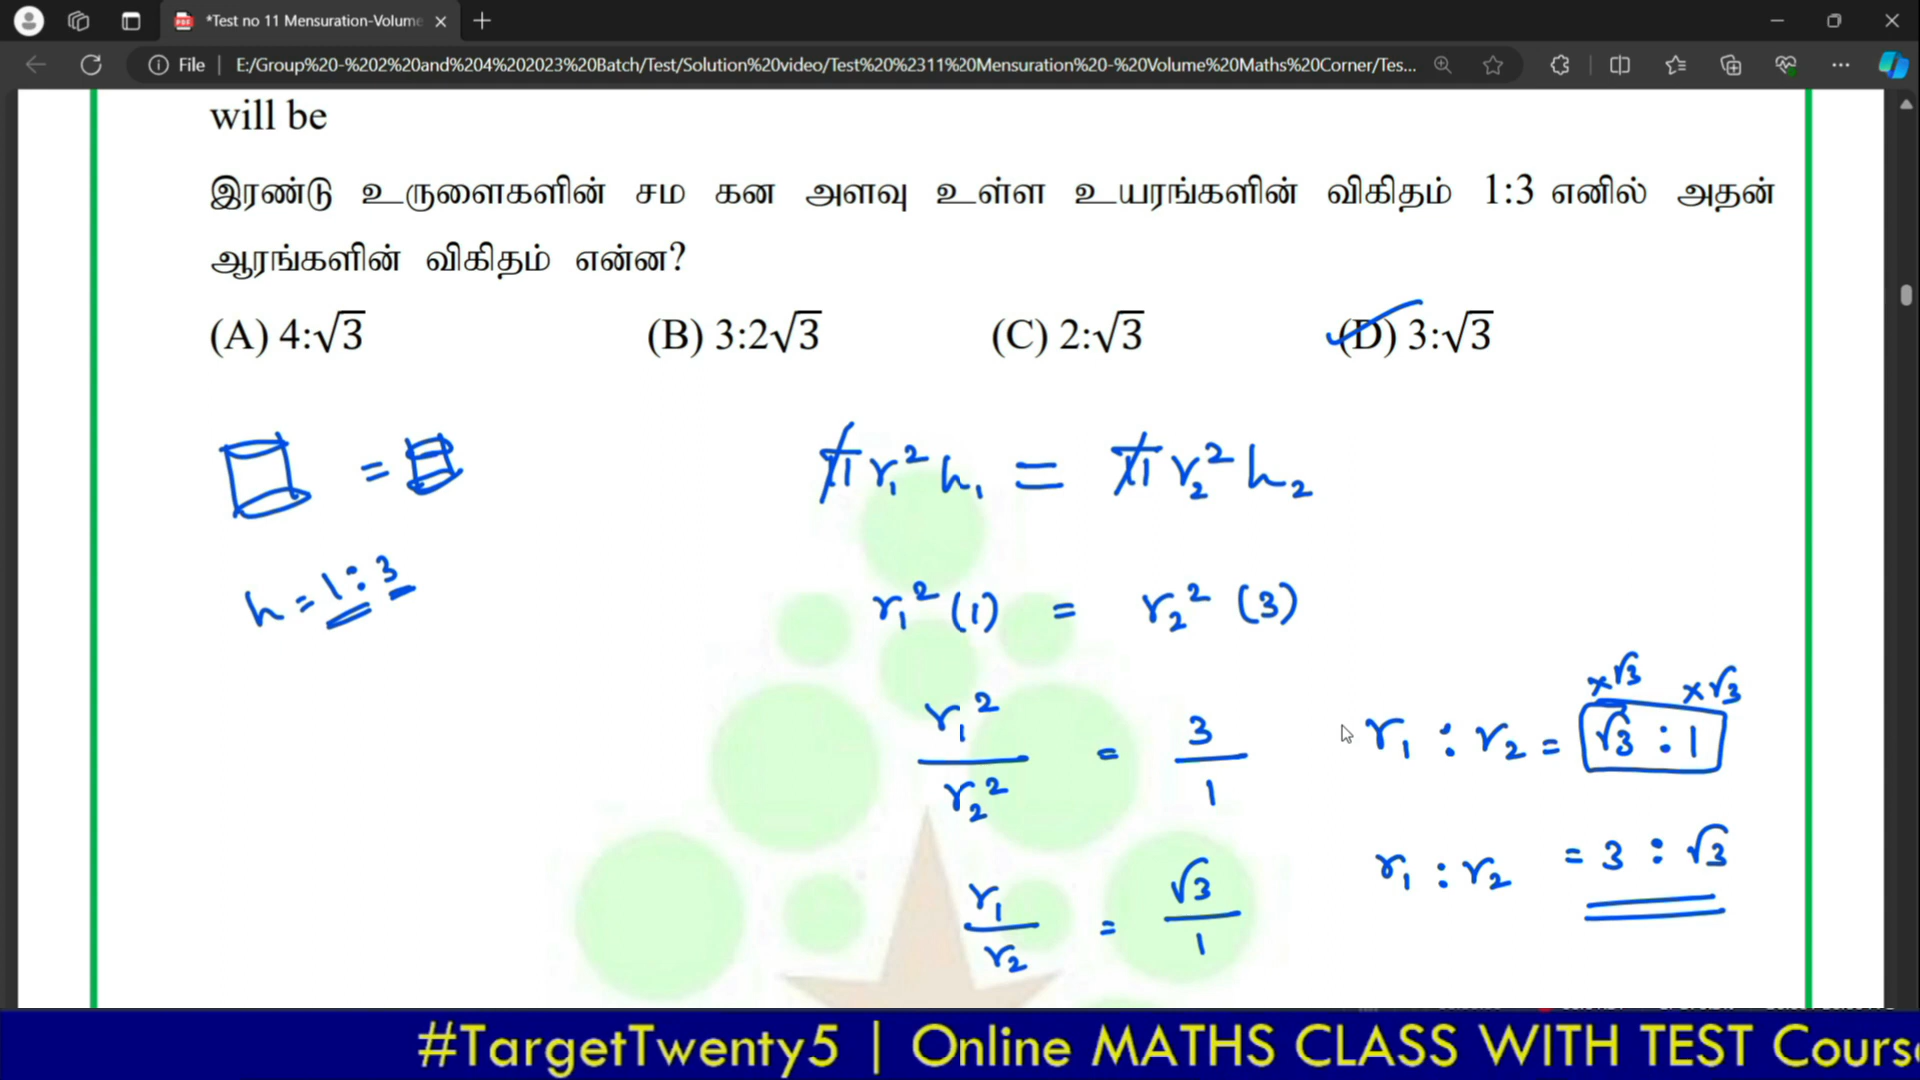 *Test no 11 Mensuration-Volume
File | E:/Group%20-%202%20and%204%202023%20Batch/Test/Solution%20video/Test%20%2311%20Mensuration%20-%20Volume%20Maths%20Corner/Tes...
will be
இரண்டு உருளைகளின் சம கன அளவு உள்ள உயரங்களின் விகிதம் 1:3 எனில் அதன்
ஆரங்களின் விகிதம் என்ன?
(A) 4:√3 (B) 3:2√3 (C) 2:√3 (D) 3:√3
= πr₁²h₁ = πr₂²h₂
h = 1:3
r₁²(1) = r₂²(3)
×√3 ×√3
r₁²/r₂² = 3/1
r₁ : r₂ = √3 : 1
r₁ : r₂ = 3 : √3
r₁/r₂ = √3/1
#TargetTwenty5 | Online MATHS CLASS WITH TEST Cours